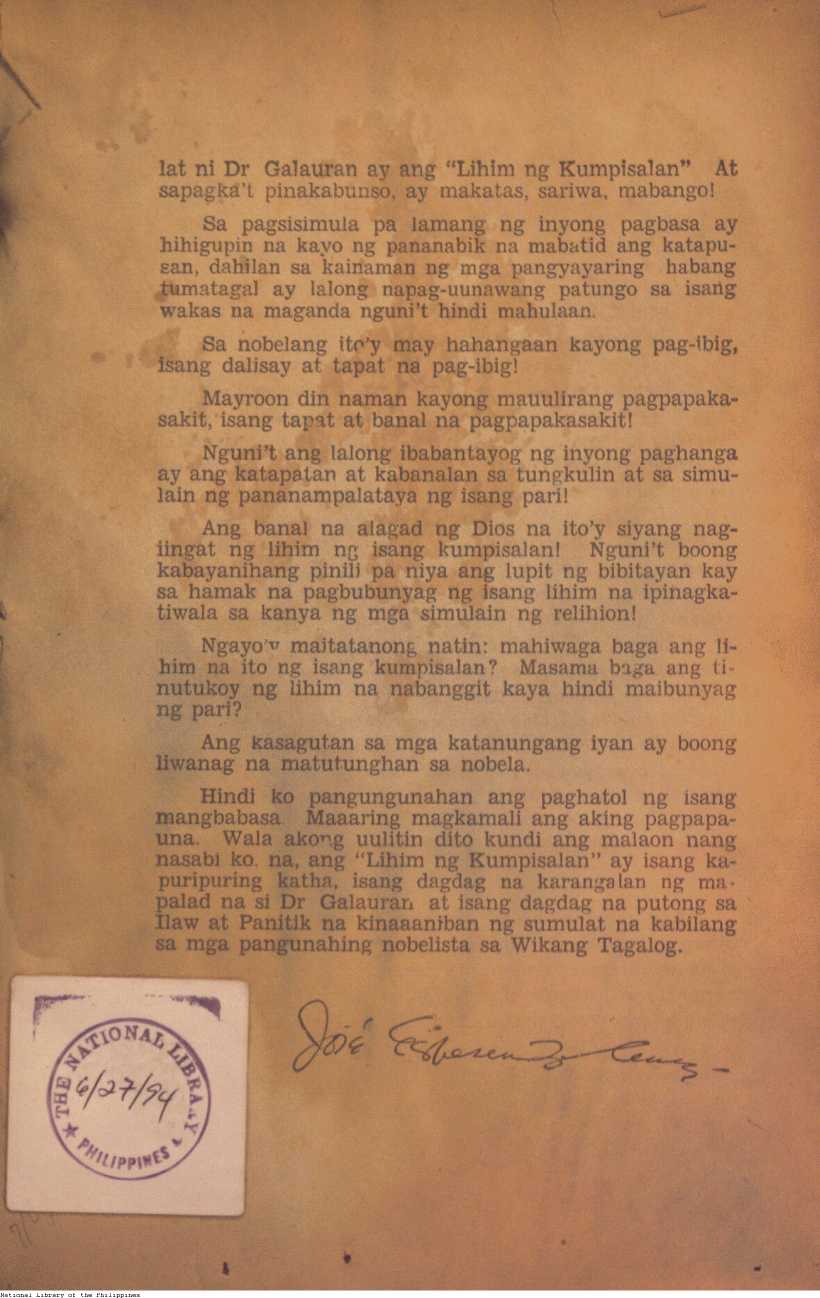 lat ni Dr Galauran ay ang “Lihim ng Kumpisalan” At
sapagka't pinakabunso, ay makatas, sariwa, mabango!
Sa pagsisimula pa lamang ng inyong pagbasa ay
hihigupin na kayo ng pananabik na mabatid ang katapu-
san, dahilan sa kainaman ng mga pangyayaring habang
tumatagal ay lalong napag-uunawang patungo sa isang
wakas na maganda nguni't hindi mahulaan.
Sa nobelang ito'y may hahangaan kayong pag-ibig,
isang dalisay at tapat na pag-ibig!
Mayroon din naman kayong mauulirang pagpapaka-
sakit, isang tapat at banal na pagpapakasakit!
Nguni't ang lalong ibabantayog ng inyong paghanga
ay ang katapatan at kabanalan sa tungkulin at sa simu-
lain ng pananampalataya ng isang pari!
Ang banal na alagad ng Dios na ito'y siyang nag-
iingat ng lihim ng isang kumpisalan! Nguni't boong
kabayanihang pinili pa niya ang lupit ng bibitayan kay
sa hamak na pagbubunyag ng isang lihim na ipinagka-
tiwala sa kanya ng mga simulain ng relihion!
Ngayo'y maitatanong natin: mahiwaga baga ang li-
him na ito ng isang kumpisalan? Masama baga ang ti-
nutukoy ng lihim na nabanggit kaya hindi maibunyag
ng pari?
Ang kasagutan sa mga katanungang iyan ay boong
liwanag na matutunghan sa nobela.
Hindi ko pangungunahan ang paghatol ng isang
mangbabasa. Maaaring magkamali ang aking pagpapa-
una. Wala akong uulitin dito kundi ang malaon nang
nasabi ko. na, ang “Lihim ng Kumpisalan” ay isang ka-
puripuring katha, isang dagdag na karangalan ng ma-
palad na si Dr Galauran at isang dagdag na putong sa
Ilaw at Panitik na kinaaaniban ng sumulat na kabilang
sa mga pangunahing nobelista sa Wikang Tagalog.
José
THE NATIONAL LIBRARY
6/27/94
PHILIPPINES
National Library of the Philippines